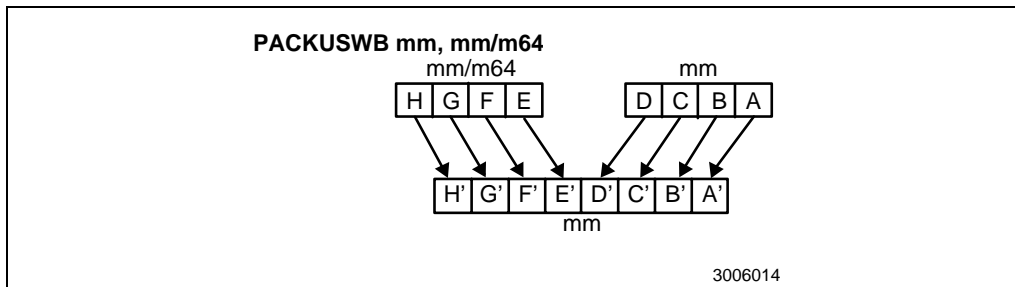 PACKUSWB mm, mm/m64
mm/m64 mm
H G F E D C B A
H’ G’ F’ E’ D’ C’ B’ A’
mm
3006014